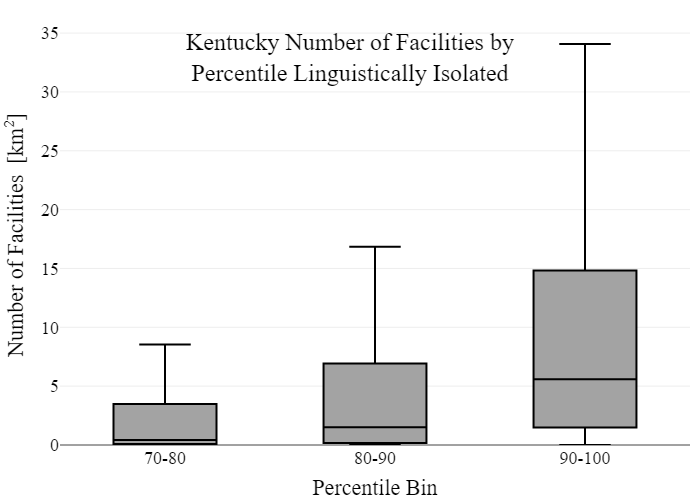 Kentucky Number of Facilities by
Percentile Linguistically Isolated
Number of Facilities [km²]
35
30
25
20
15
10
5
0
70-80
80-90
90-100
Percentile Bin